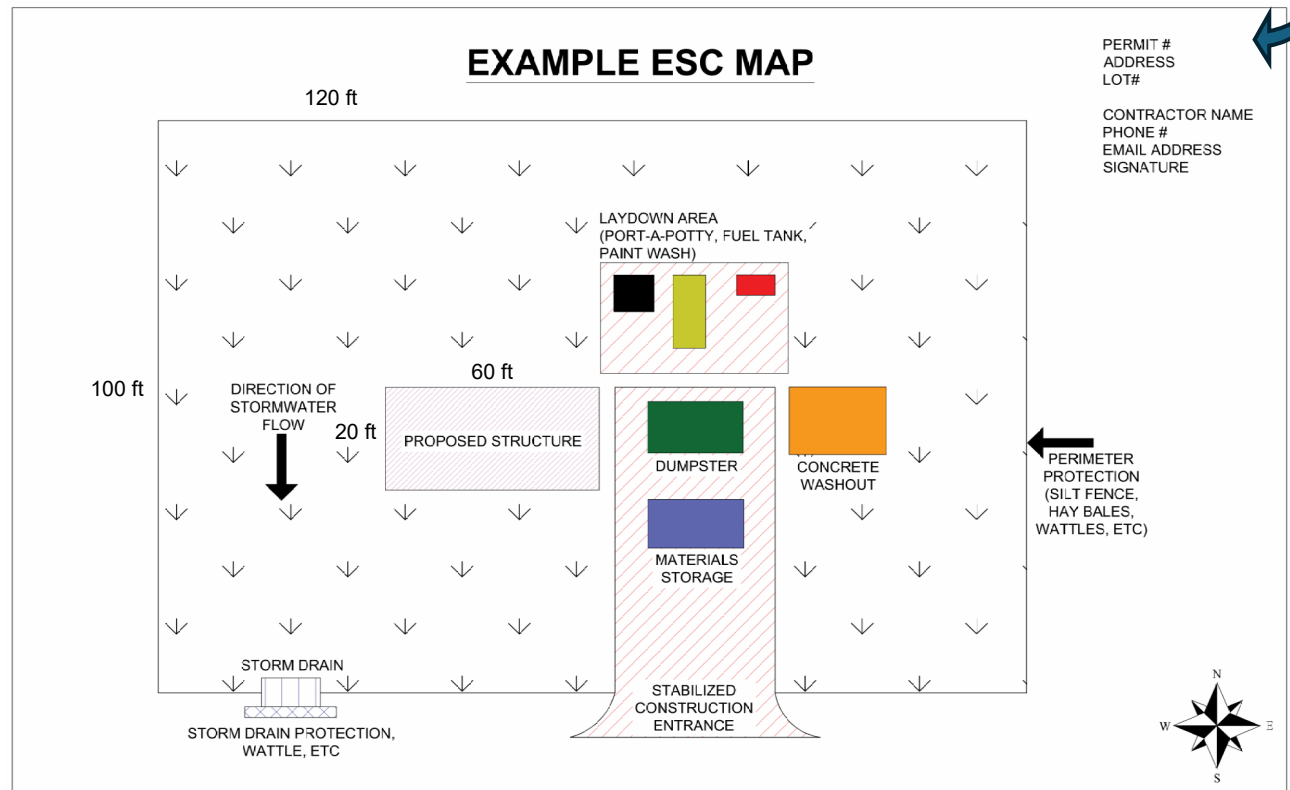 EXAMPLE ESC MAP
PERMIT #
ADDRESS
LOT#
CONTRACTOR NAME
PHONE #
EMAIL ADDRESS
SIGNATURE
120 ft
LAYDOWN AREA
(PORT-A-POTTY, FUEL TANK,
PAINT WASH)
100 ft
DIRECTION OF
STORMWATER
FLOW
60 ft
20 ft
PROPOSED STRUCTURE
DUMPSTER
CONCRETE
WASHOUT
PERIMETER
PROTECTION
(SILT FENCE,
HAY BALES,
WATTLES, ETC)
MATERIALS
STORAGE
STORM DRAIN
STORM DRAIN PROTECTION,
WATTLE, ETC
STABILIZED
CONSTRUCTION
ENTRANCE
N
W
E
S